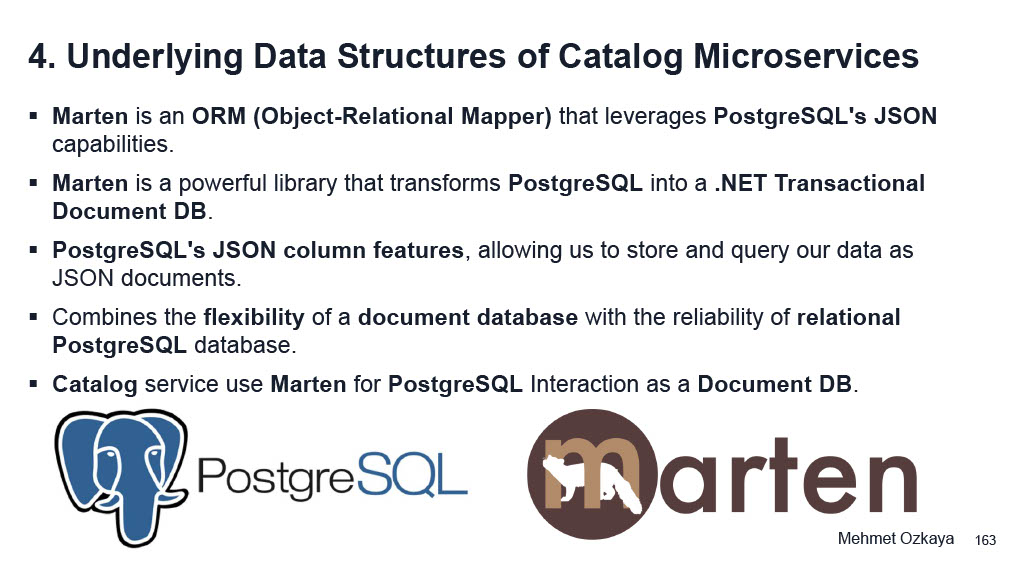 4. Underlying Data Structures of Catalog Microservices
▪ Marten is an ORM (Object-Relational Mapper) that leverages PostgreSQL's JSON
capabilities.
▪ Marten is a powerful library that transforms PostgreSQL into a .NET Transactional
Document DB.
▪ PostgreSQL's JSON column features, allowing us to store and query our data as
JSON documents.
▪ Combines the flexibility of a document database with the reliability of relational
PostgreSQL database.
▪ Catalog service use Marten for PostgreSQL Interaction as a Document DB.
PostgreSQL
marten
Mehmet Ozkaya 163